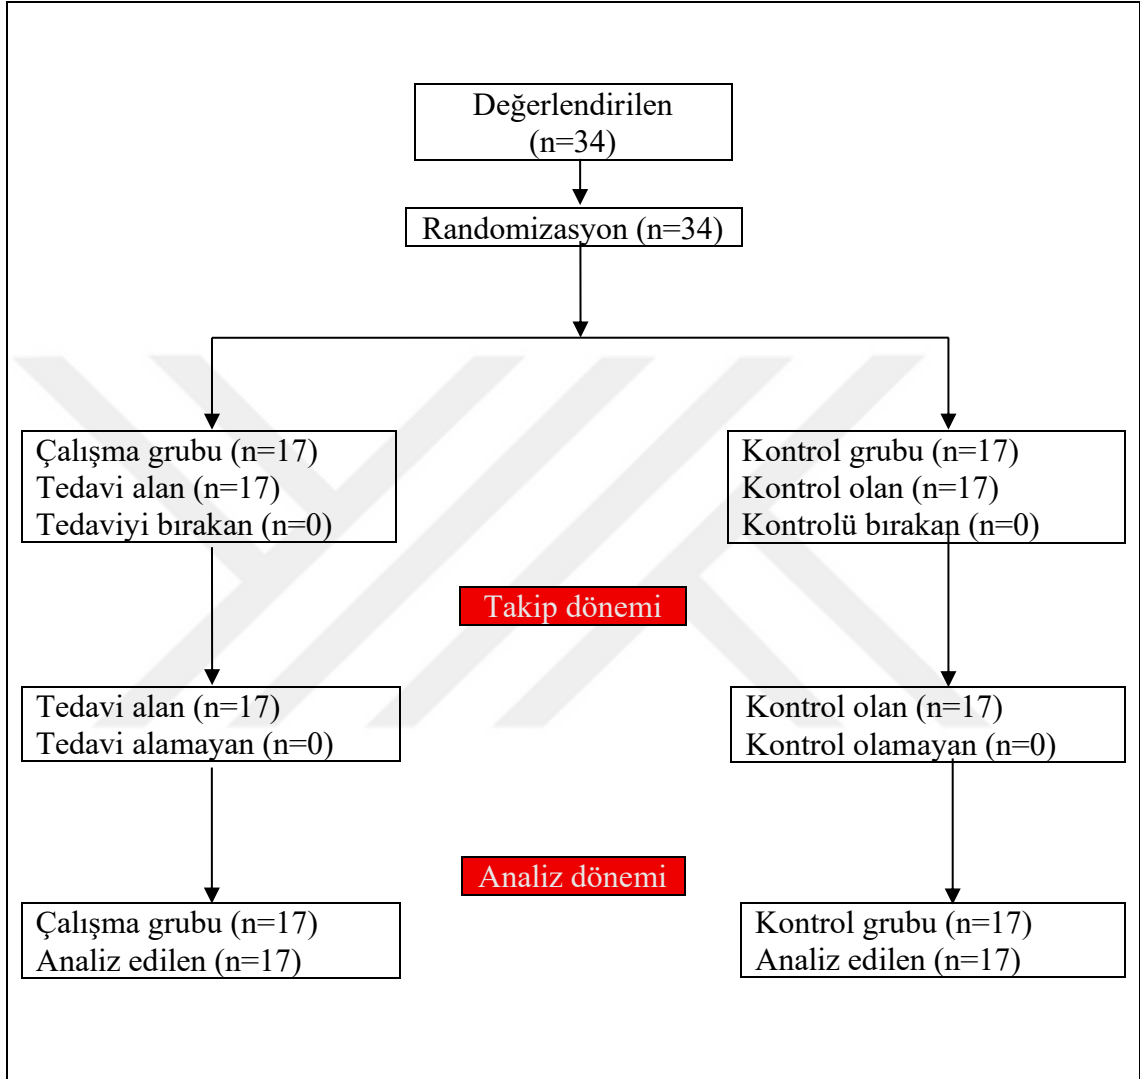 Değerlendirilen
(n=34)
Randomizasyon (n=34)
Çalışma grubu (n=17)
Tedavi alan (n=17)
Tedaviyi bırakan (n=0)
Kontrol grubu (n=17)
Kontrol olan (n=17)
Kontrolü bırakan (n=0)
Takip dönemi
Tedavi alan (n=17)
Tedavi alamayan (n=0)
Kontrol olan (n=17)
Kontrol olamayan (n=0)
Analiz dönemi
Çalışma grubu (n=17)
Analiz edilen (n=17)
Kontrol grubu (n=17)
Analiz edilen (n=17)